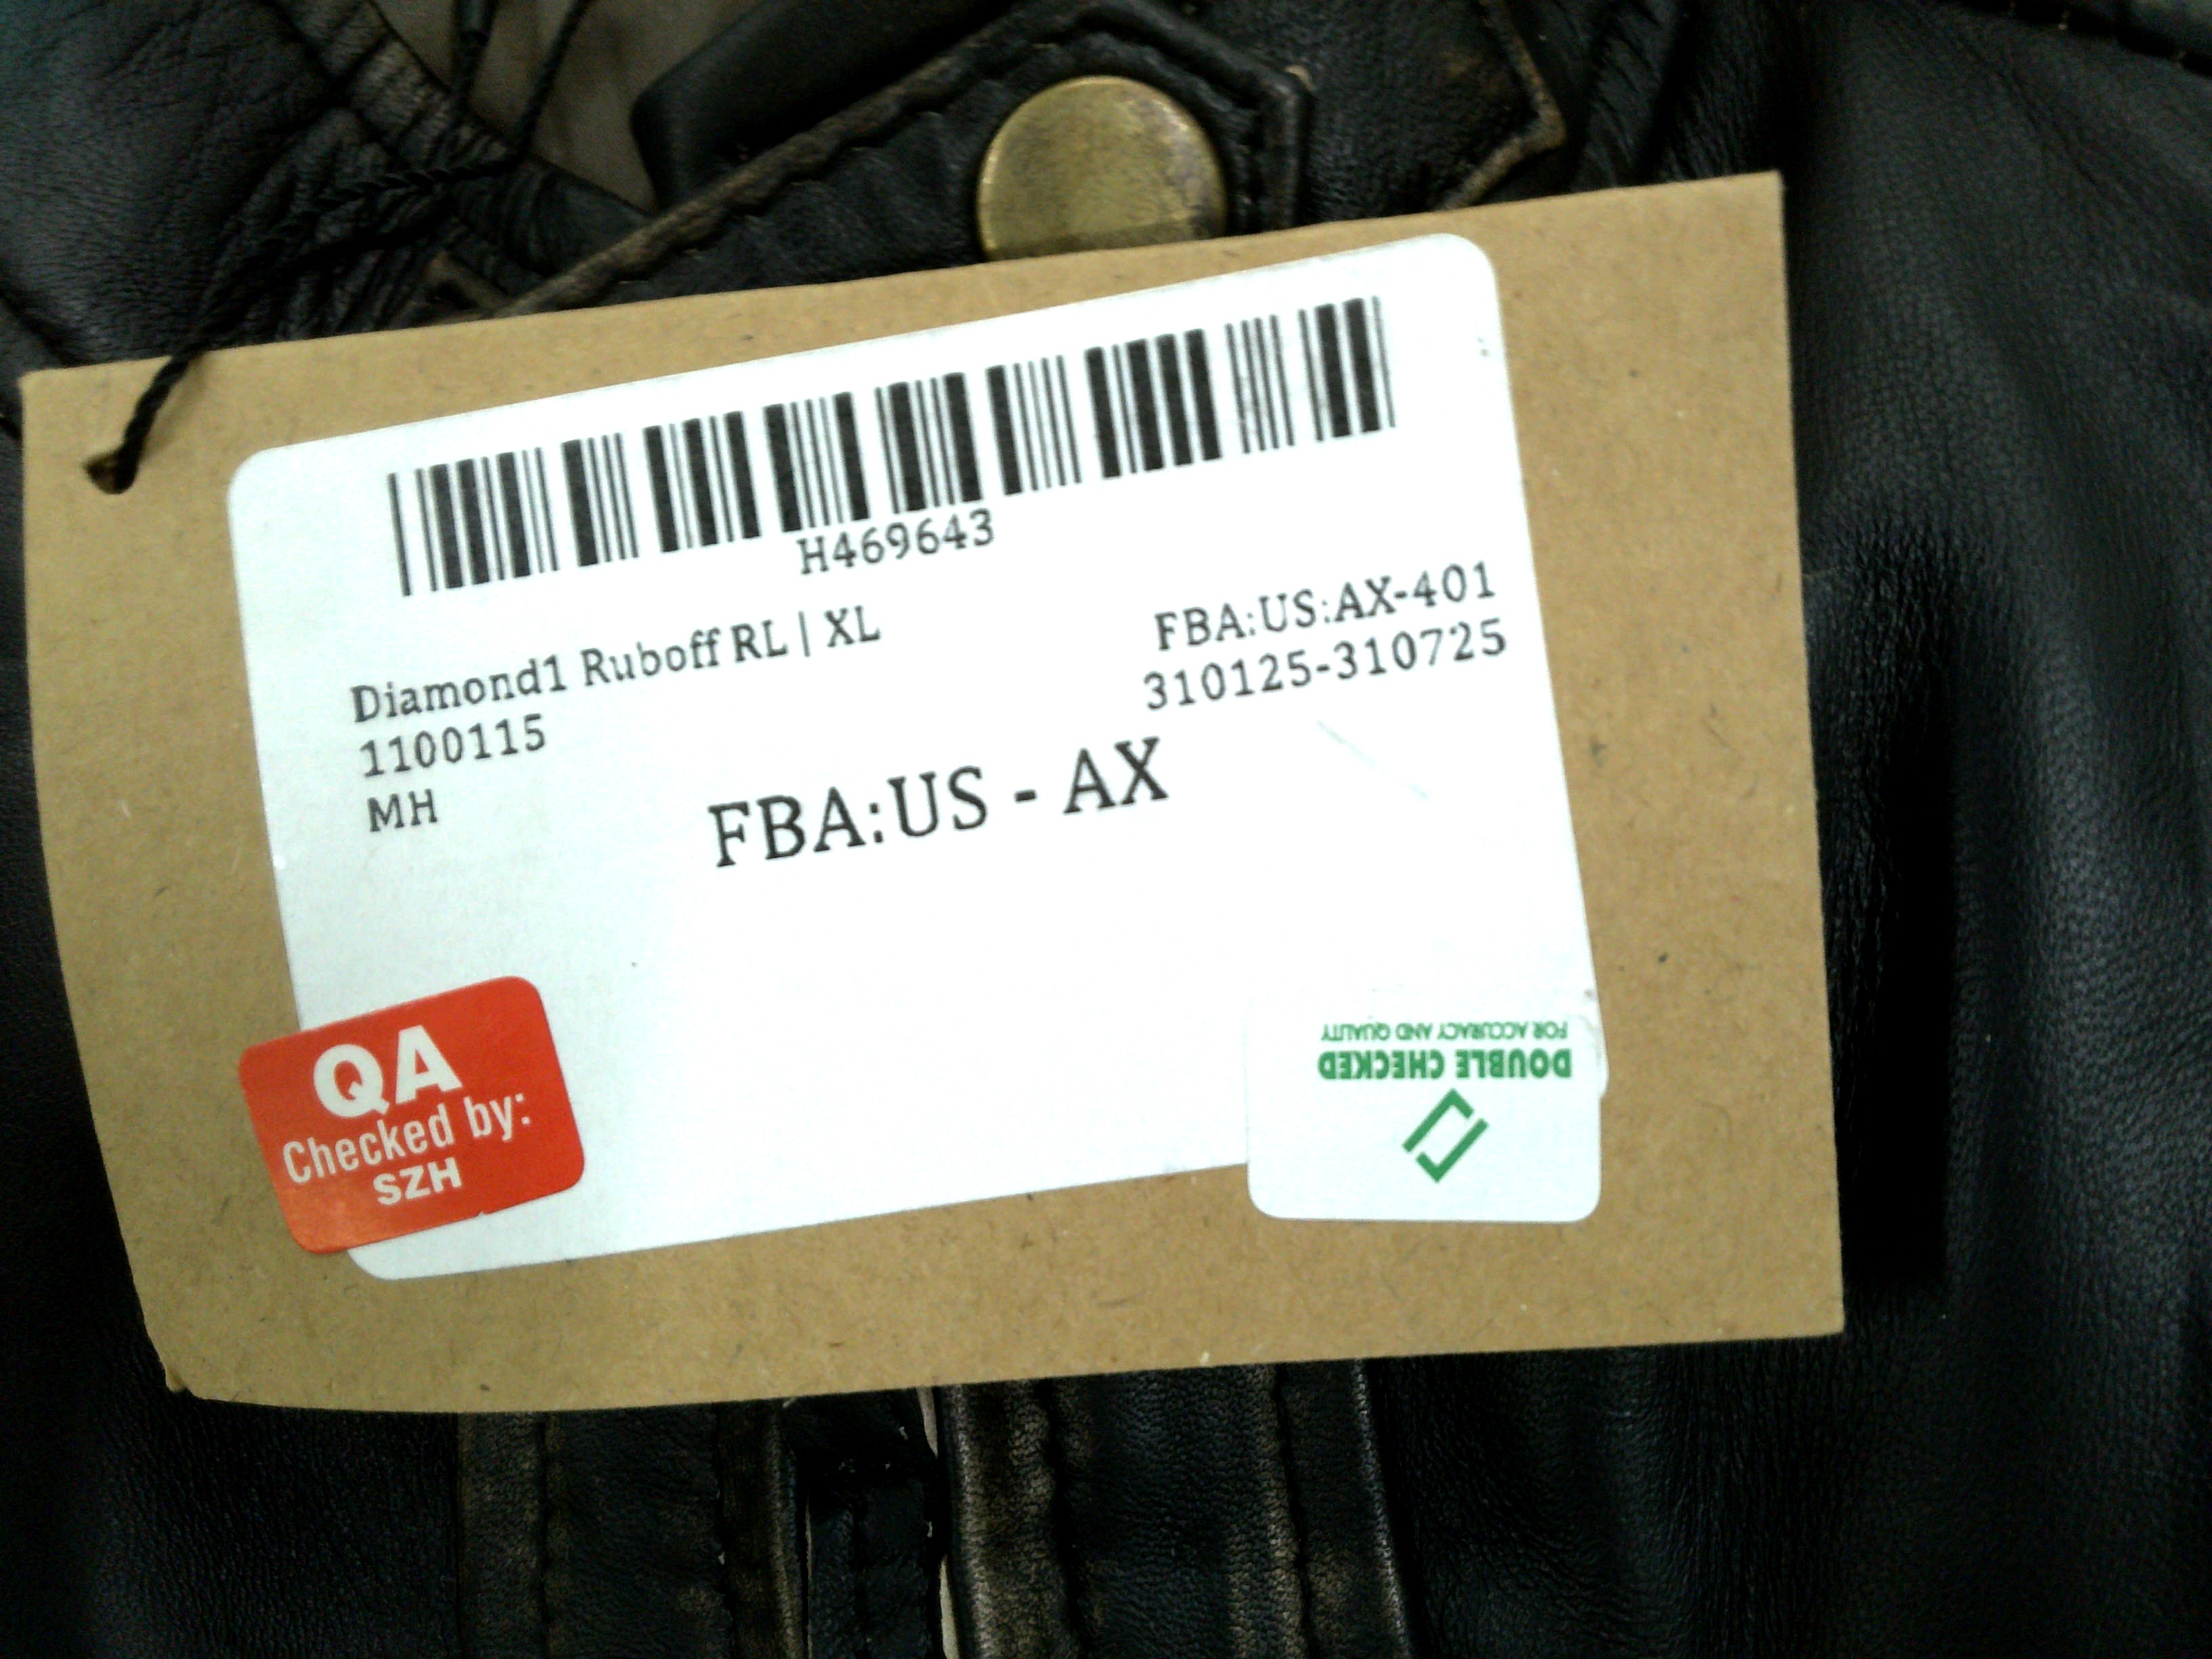 H469643
Diamond1 Ruboff RL | XL
FBA:US:AX-401
1100115
310125-310725
MH
FBA:US - AX
QA
Checked by:
SZH
DOUBLE CHECKED
FOR ACCURACY AND QUALITY